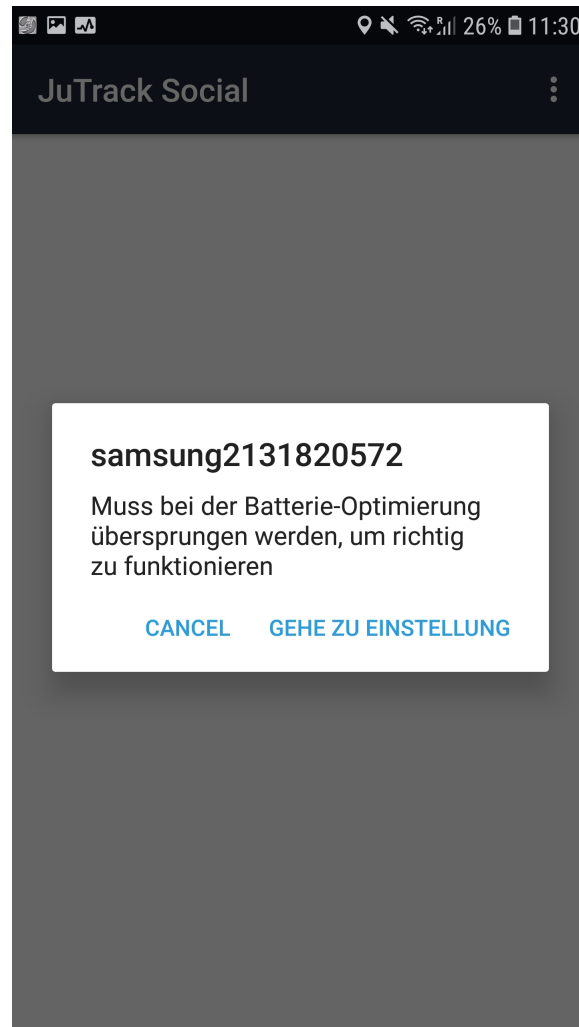 26% 11:30
JuTrack Social
samsung2131820572
Muss bei der Batterie-Optimierung
übersprungen werden, um richtig
zu funktionieren
CANCEL GEHE ZU EINSTELLUNG